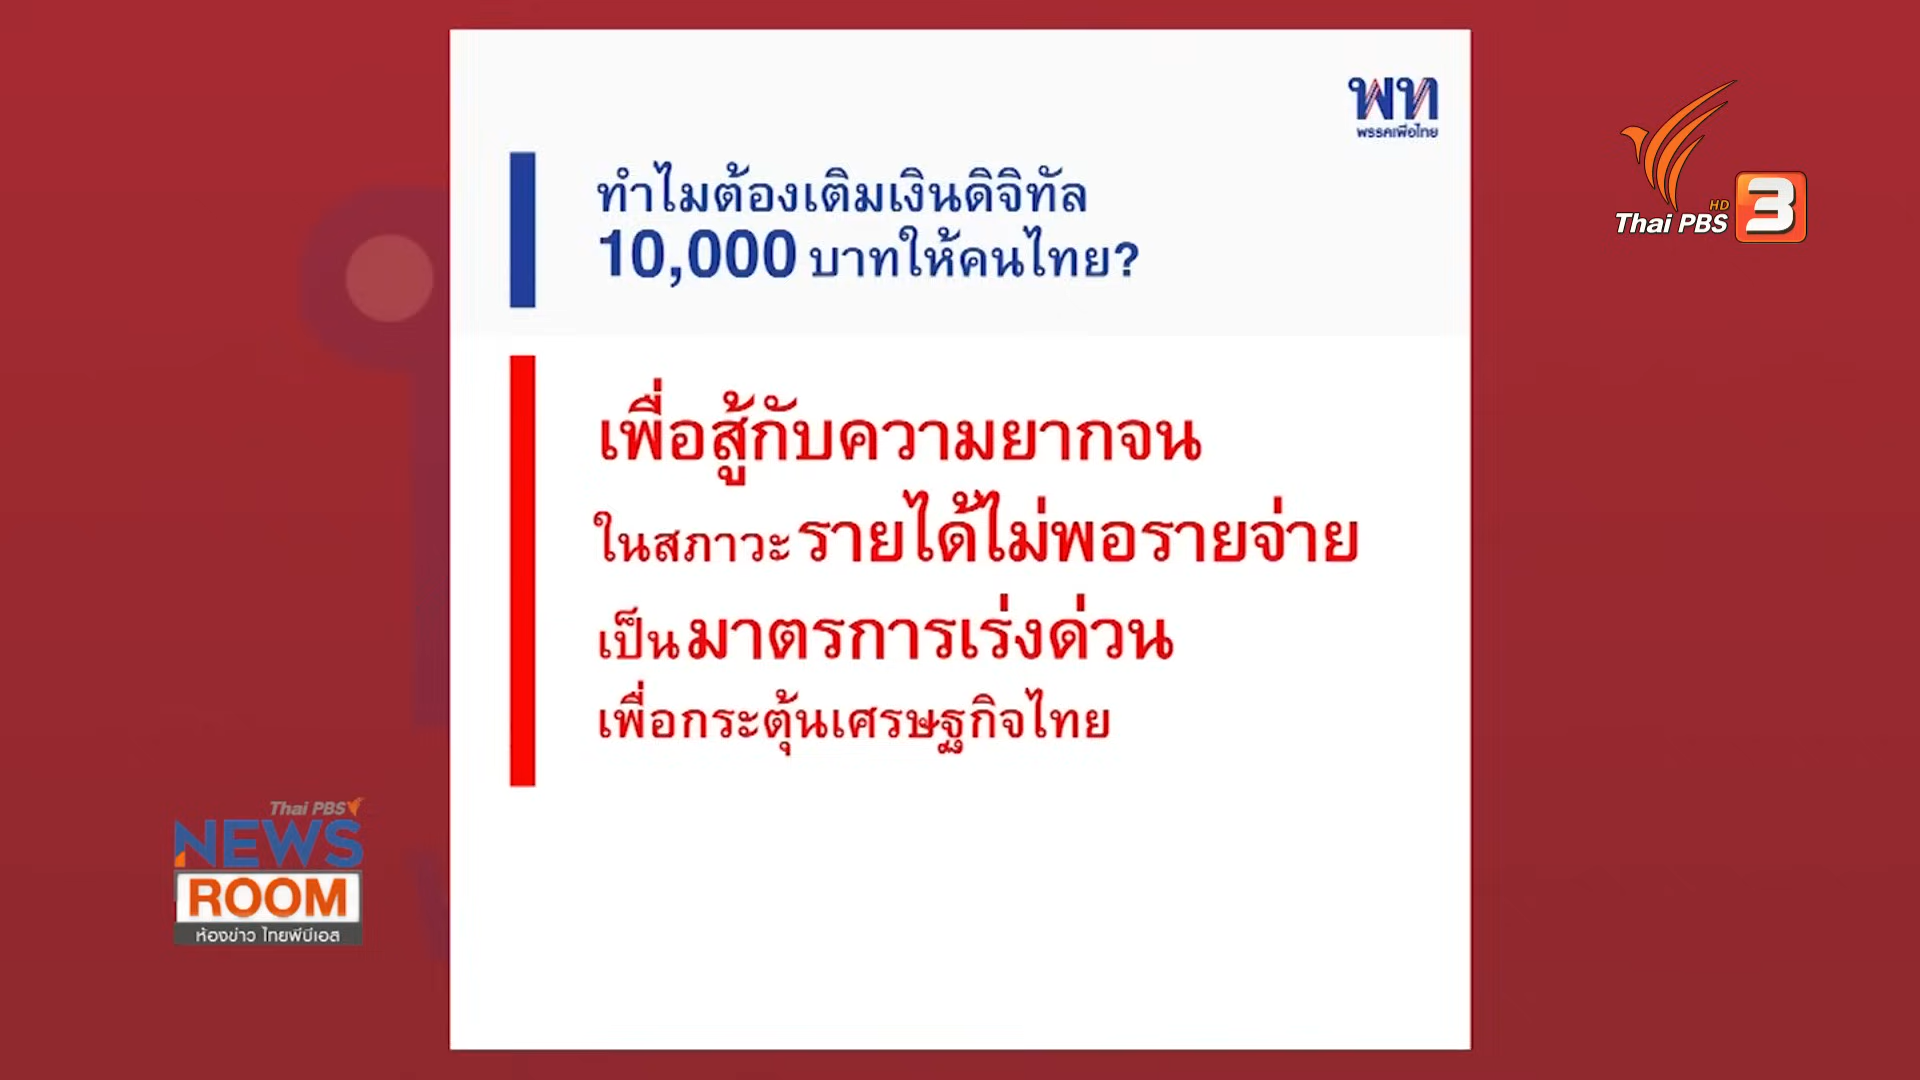 พท
พรรคเพื่อไทย
ทำไมต้องเติมเงินดิจิทัล
10,000 บาทให้คนไทย?
เพื่อสู้กับความยากจน
ในสภาวะ รายได้ไม่พอรายจ่าย
เป็น มาตรการเร่งด่วน
เพื่อกระตุ้นเศรษฐกิจไทย
HD
Thai PBS 3
Thai PBS
NEWS
ROOM
ห้องข่าว ไทยพีบีเอส